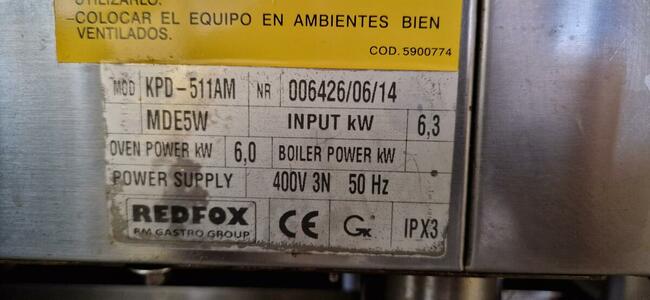 UTILIZARLO.
-COLOCAR EL EQUIPO EN AMBIENTES BIEN
VENTILADOS.
COD. 5900774
MOD KPD-511AM NR 006426/06/14
MDE5W INPUT kW 6,3
OVEN POWER kW 6,0 BOILER POWER kW
POWER SUPPLY 400V 3N 50 Hz
REDFOX
RM GASTRO GROUP
CE
IPX3